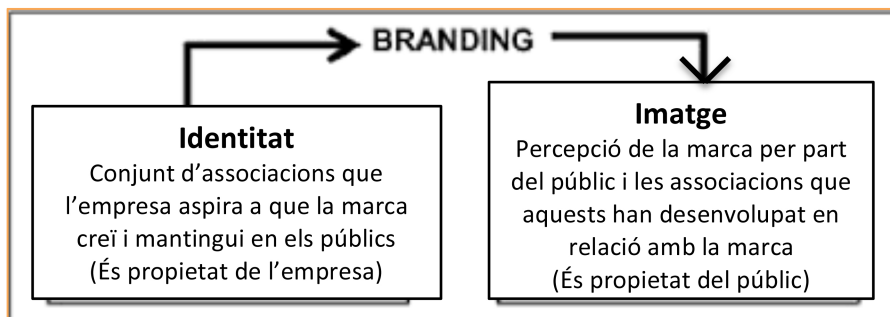 BRANDING
Identitat
Conjunt d’associacions que
l’empresa aspira a que la marca
creï i mantingui en els públics
(És propietat de l’empresa)
Imatge
Percepció de la marca per part
del públic i les associacions que
aquests han desenvolupat en
relació amb la marca
(És propietat del públic)